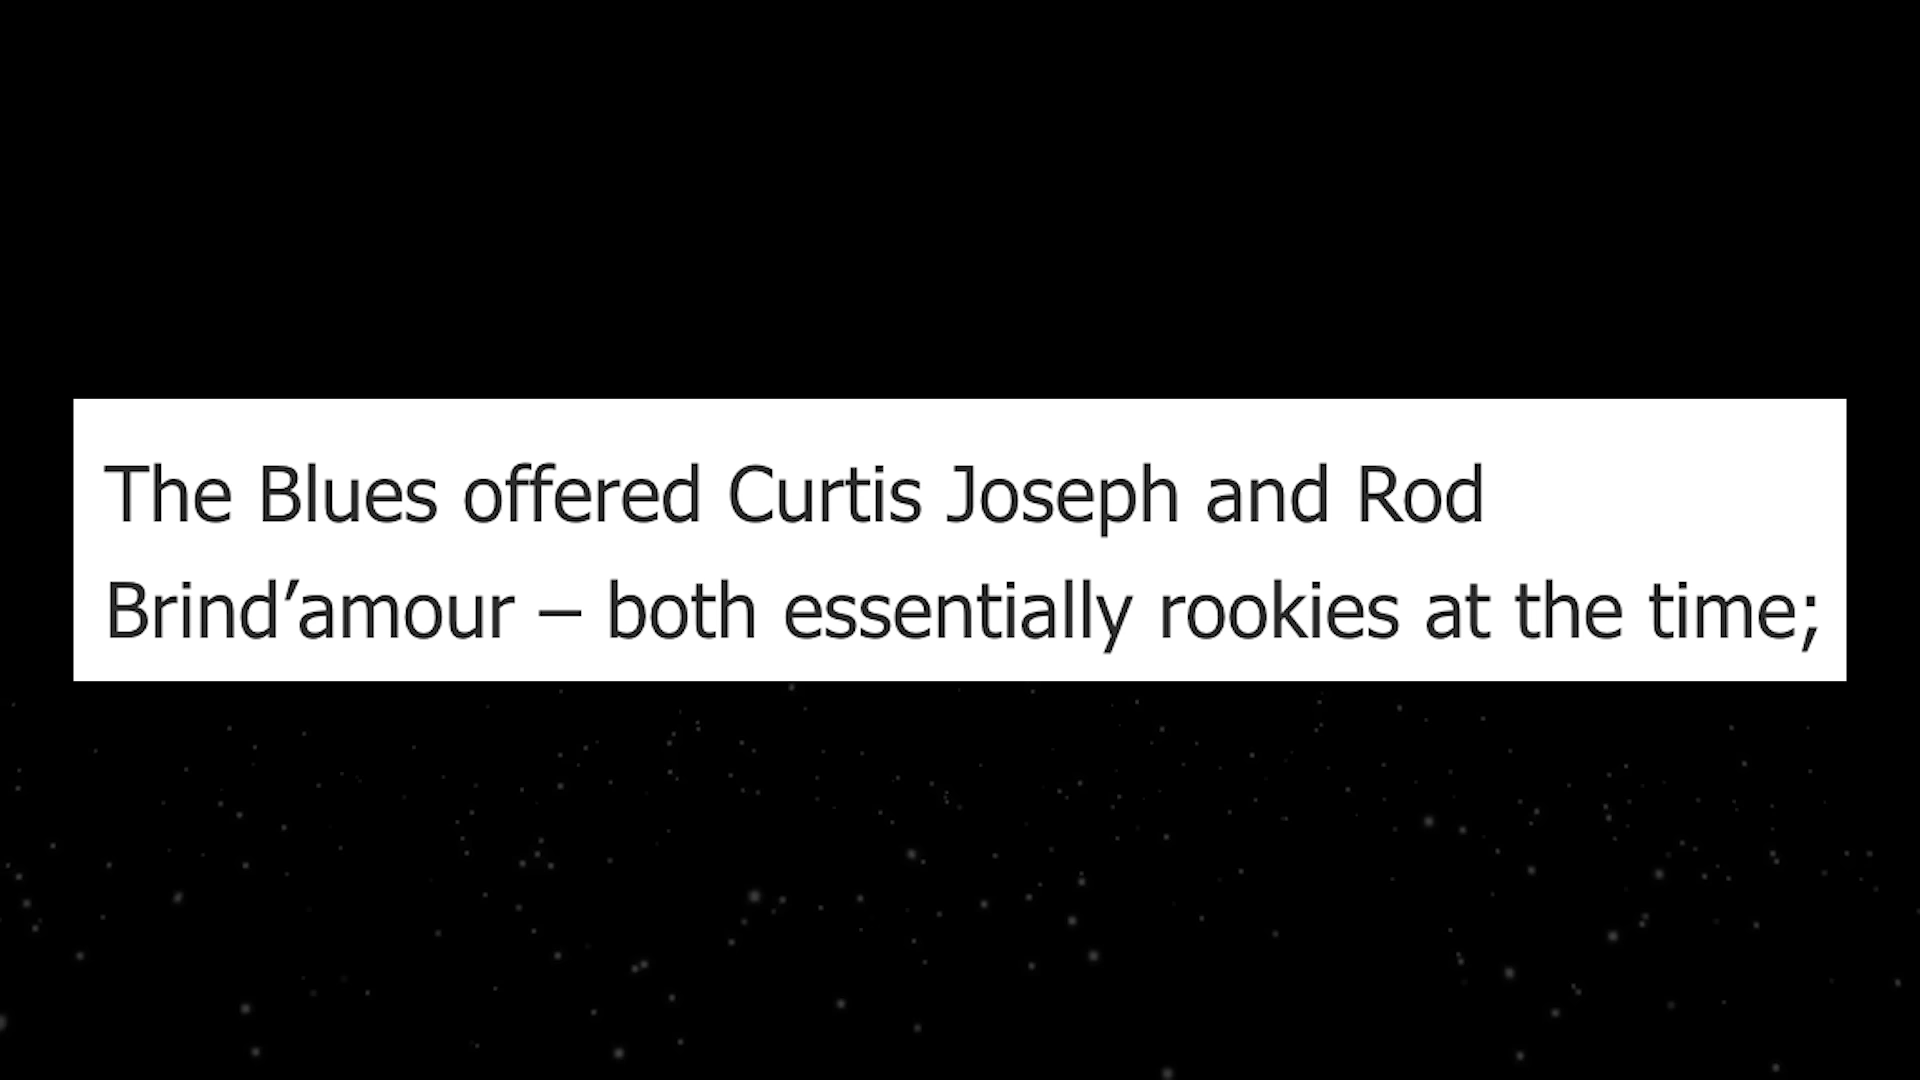 The Blues offered Curtis Joseph and Rod
Brind’amour – both essentially rookies at the time;